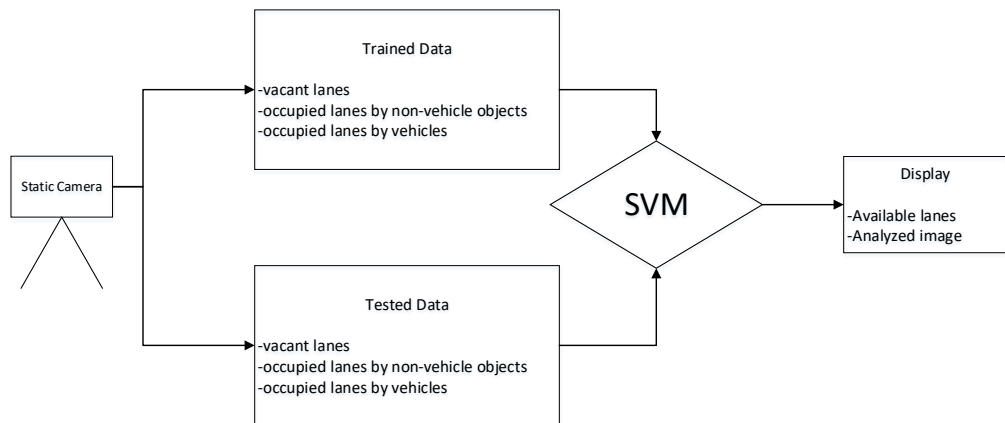 Static Camera
Trained Data
-vacant lanes
-occupied lanes by non-vehicle objects
-occupied lanes by vehicles
Tested Data
-vacant lanes
-occupied lanes by non-vehicle objects
-occupied lanes by vehicles
SVM
Display
-Available lanes
-Analyzed image